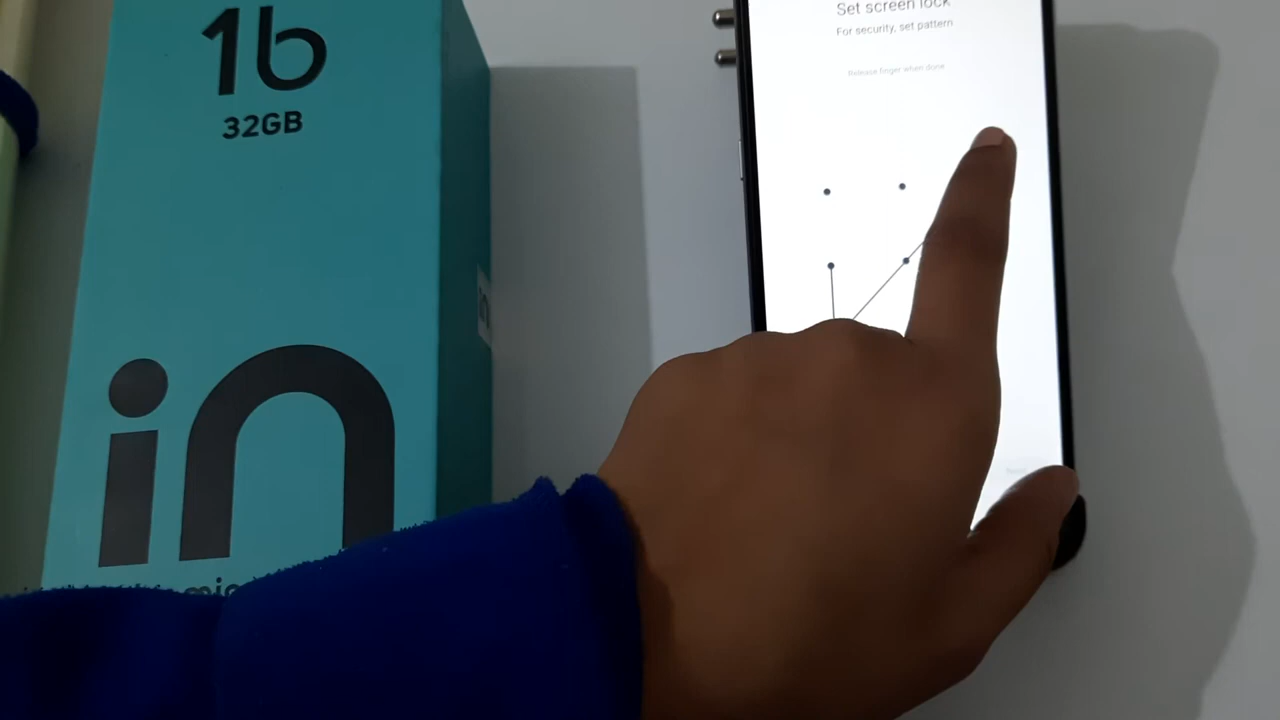 1b
32GB
in
Set screen lock
For security, set pattern
Release finger when done